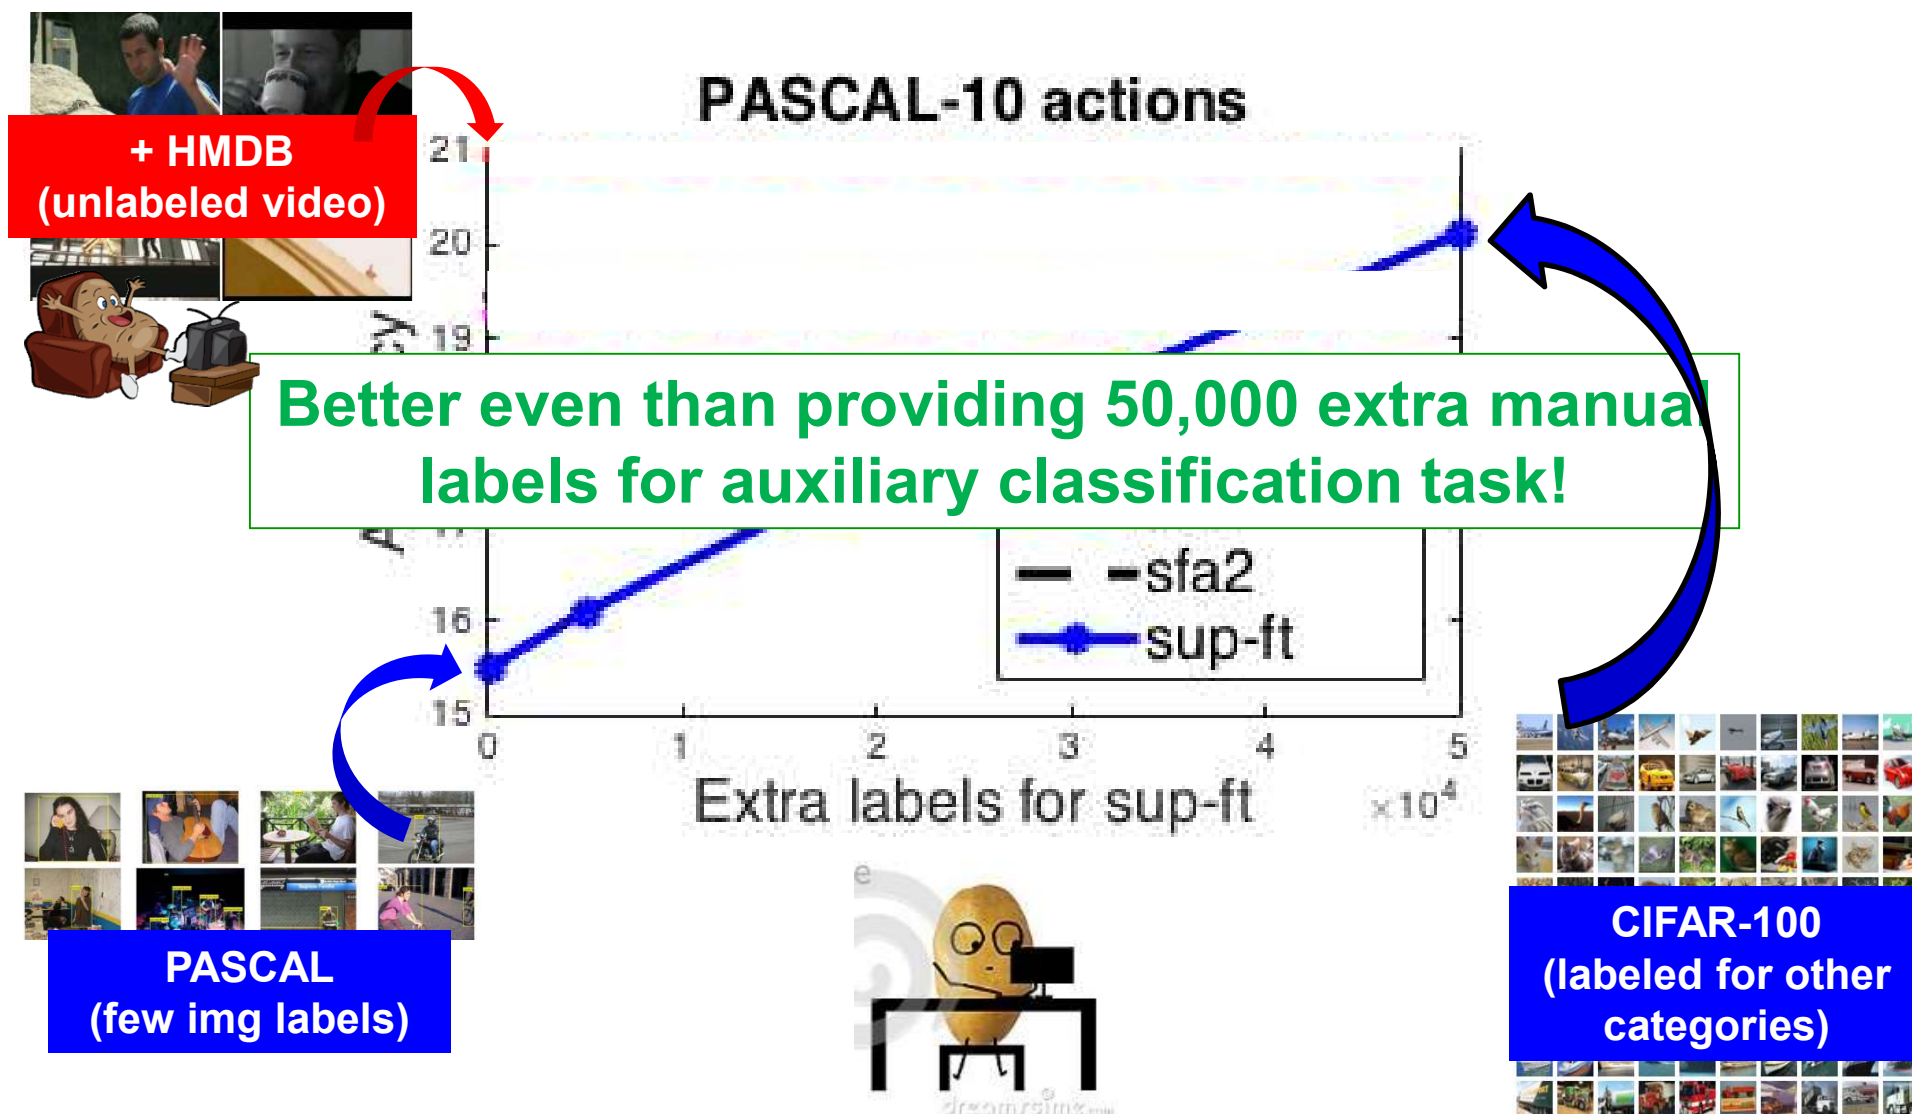 PASCAL-10 actions
+ HMDB
(unlabeled video)
21
20
19
Better even than providing 50,000 extra manual
labels for auxiliary classification task!
sfa2
16
sup-ft
15
0
1
2
3
4
5
Extra labels for sup-ft
×10⁴
PASCAL
(few img labels)
CIFAR-100
(labeled for other
categories)